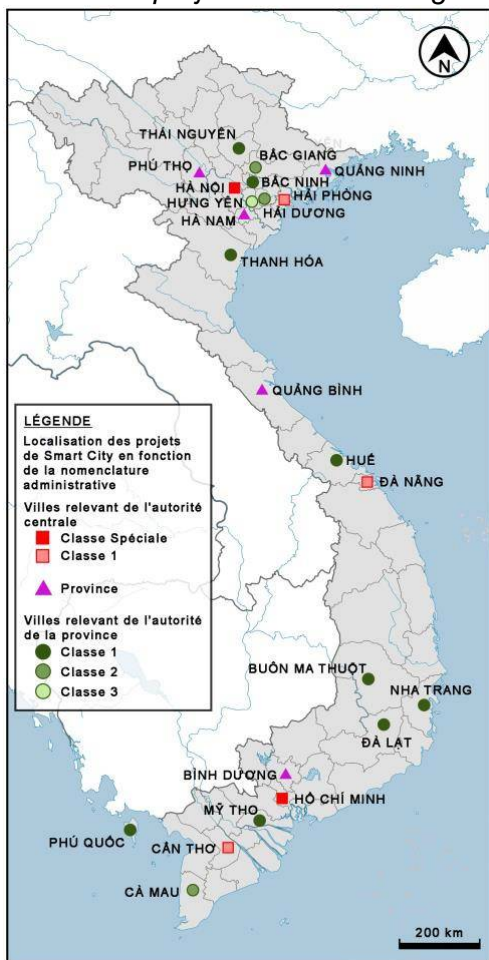 N
THÁI NGUYÊN
BẮC GIANG
PHÚ THỌ
QUẢNG NINH
BẮC NINH
HÀ NỘI
HẢI PHÒNG
HƯNG YÊN
HẢI DƯƠNG
HÀ NAM
THANH HÓA
QUẢNG BÌNH
LÉGENDE
Localisation des projets
de Smart City en fonction
de la nomenclature
administrative
Villes relevant de l'autorité
centrale
Classe Spéciale
Classe 1
Province
Villes relevant de l'autorité
de la province
Classe 1
Classe 2
Classe 3
HUẾ
ĐÀ NẴNG
BUÔN MA THUỘT
NHA TRANG
ĐÀ LẠT
BÌNH DƯƠNG
HỒ CHÍ MINH
MỸ THO
PHÚ QUỐC
CẦN THƠ
CÀ MAU
200 km